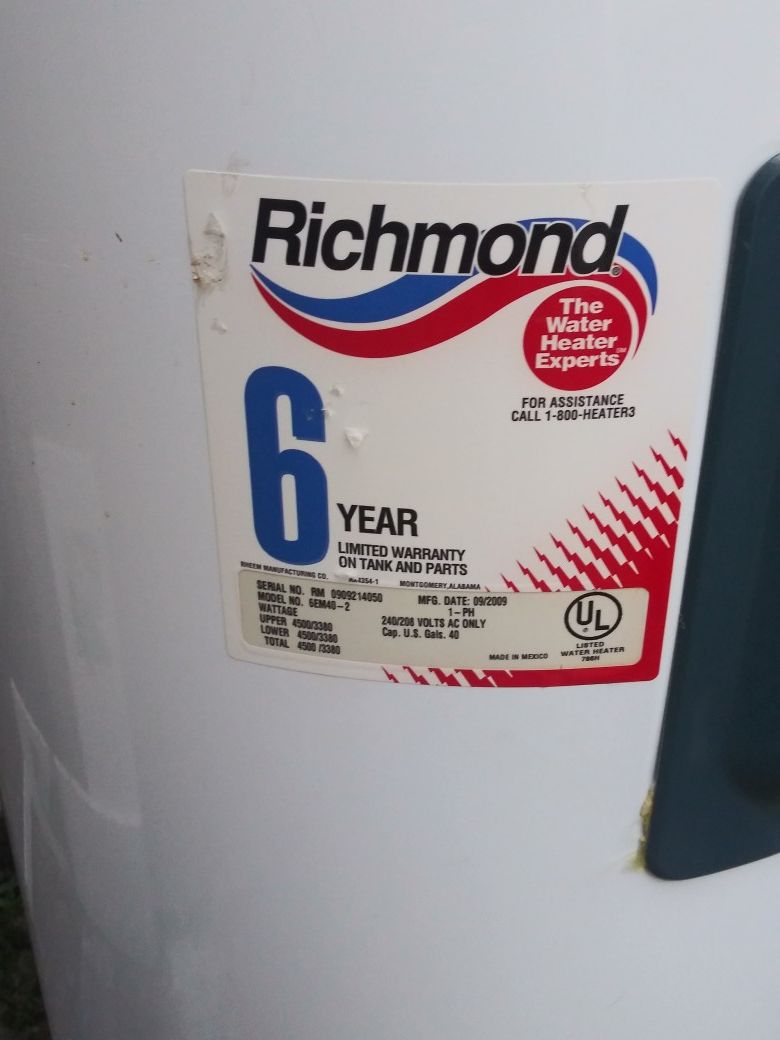 Richmond®
The
Water
Heater
Experts SM
FOR ASSISTANCE
CALL 1-800-HEATER3
6 YEAR
LIMITED WARRANTY
ON TANK AND PARTS
RHEEM MANUFACTURING CO. MONTGOMERY, ALABAMA
SERIAL NO. RM 0909214050 MFG. DATE: 09/2009
MODEL NO. 6EM40-2 1-PH
WATTAGE 240/208 VOLTS AC ONLY
UPPER 4500/3380 Cap. U.S. Gals. 40
LOWER 4500/3380
TOTAL 4500/3380
MADE IN MEXICO
UL
LISTED
WATER HEATER